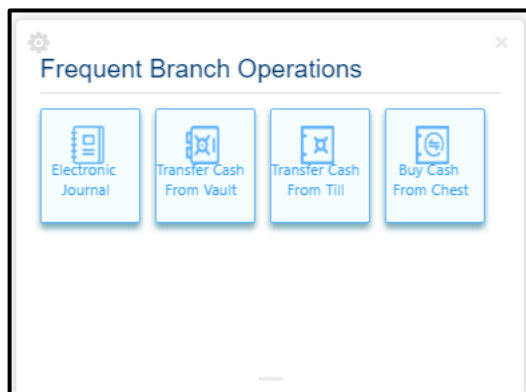 Frequent Branch Operations
Electronic
Journal
Transfer Cash
From Vault
Transfer Cash
From Till
Buy Cash
From Chest